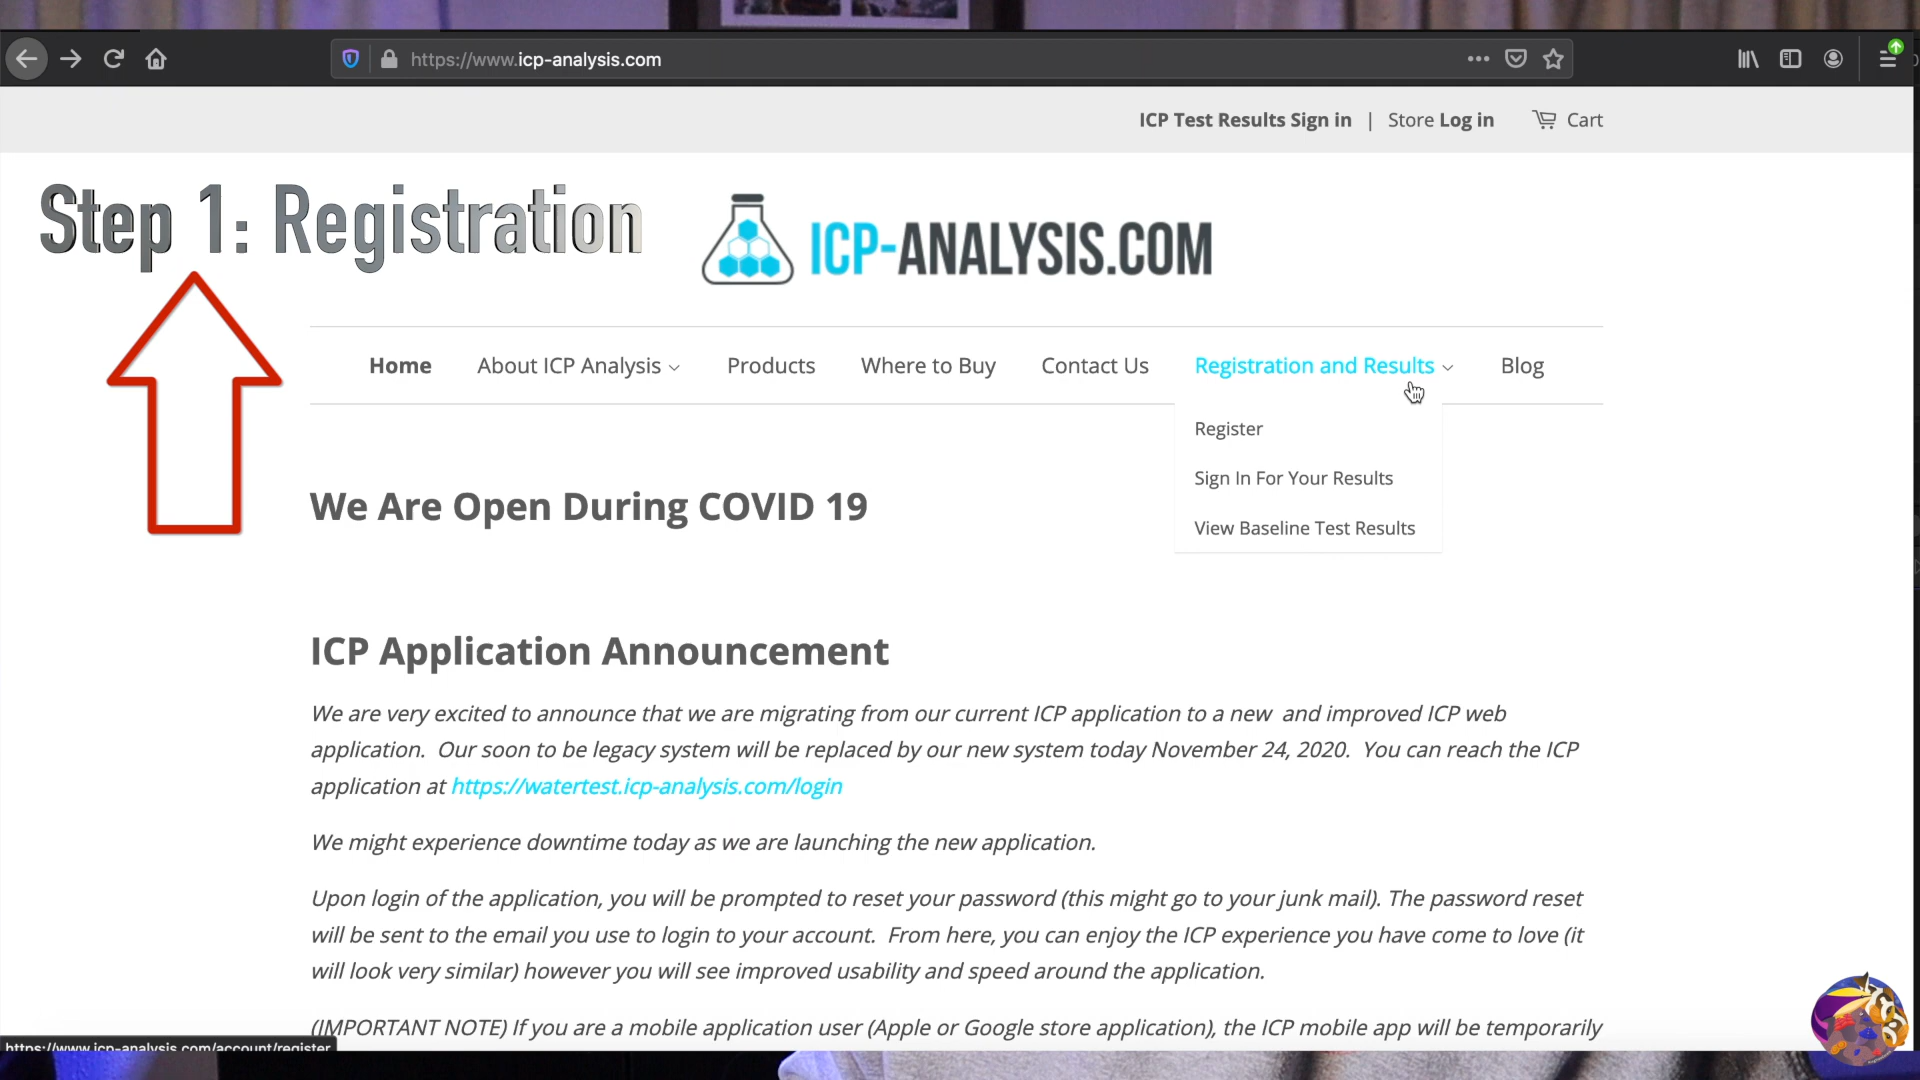 https://www.icp-analysis.com
ICP Test Results Sign in | Store Log in Cart
Step 1: Registration
ICP-ANALYSIS.COM
Home About ICP Analysis Products Where to Buy Contact Us Registration and Results Blog
Register
Sign In For Your Results
View Baseline Test Results
We Are Open During COVID 19
ICP Application Announcement
We are very excited to announce that we are migrating from our current ICP application to a new and improved ICP web
application. Our soon to be legacy system will be replaced by our new system today November 24, 2020. You can reach the ICP
application at https://watertest.icp-analysis.com/login
We might experience downtime today as we are launching the new application.
Upon login of the application, you will be prompted to reset your password (this might go to your junk mail). The password reset
will be sent to the email you use to login to your account. From here, you can enjoy the ICP experience you have come to love (it
will look very similar) however you will see improved usability and speed around the application.
(IMPORTANT NOTE) If you are a mobile application user (Apple or Google store application), the ICP mobile app will be temporarily
https://www.icp-analysis.com/account/register